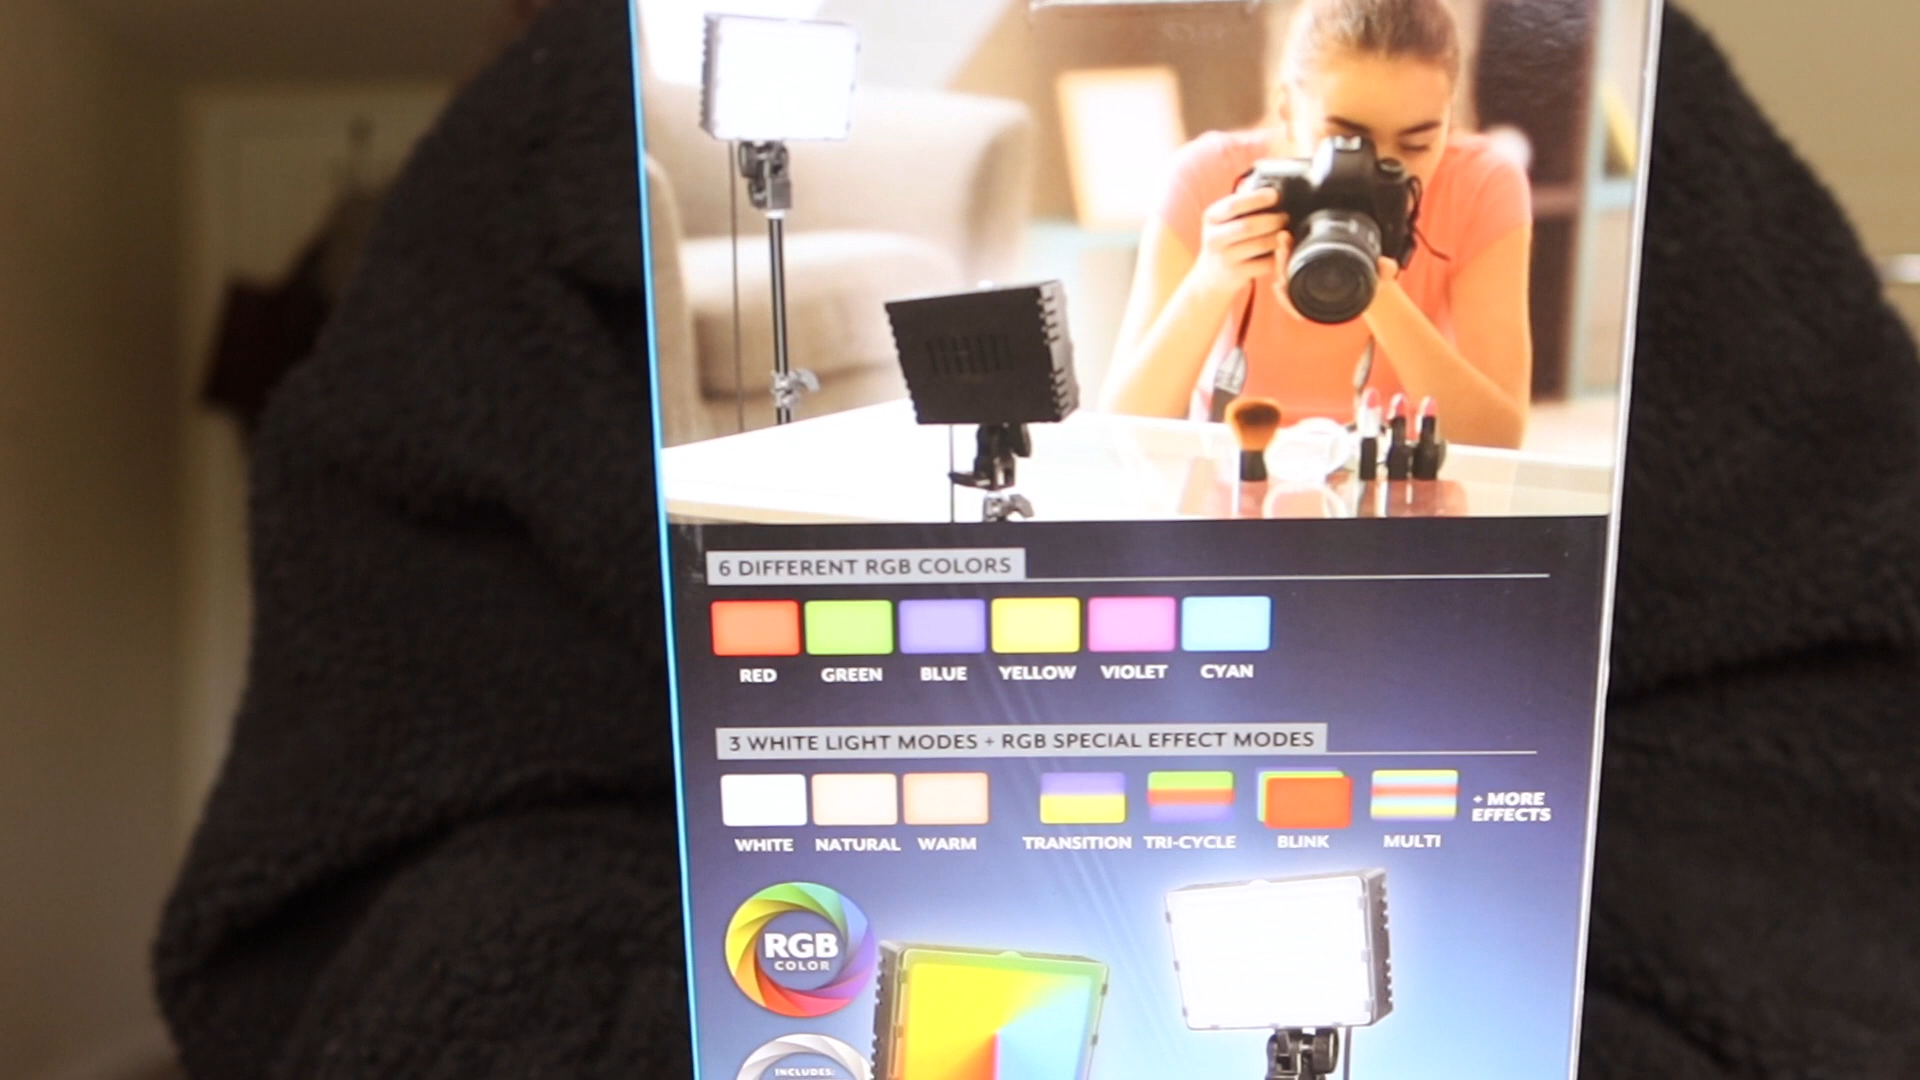 6 DIFFERENT RGB COLORS
RED GREEN BLUE YELLOW VIOLET CYAN
3 WHITE LIGHT MODES + RGB SPECIAL EFFECT MODES
WHITE NATURAL WARM TRANSITION TRI-CYCLE BLINK MULTI
+ MORE
EFFECTS
RGB
COLOR
INCLUDES: